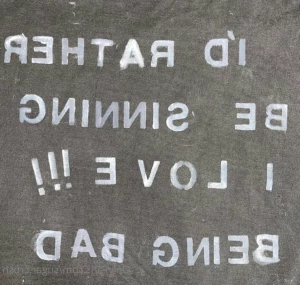 I'D RATHER
BE SINNING
I LOVE !!!
BEING BAD